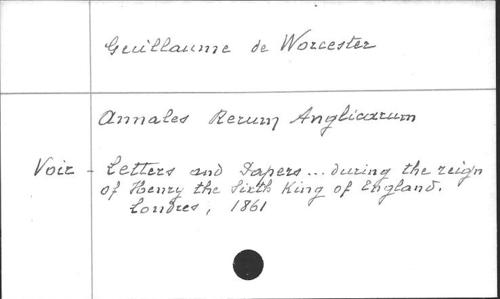 Guillaume de Worcester
Annales Rerum Anglicarum
Voir - Letters and Papers... during the reign
of Henry the Sixth King of England.
Londres, 1861